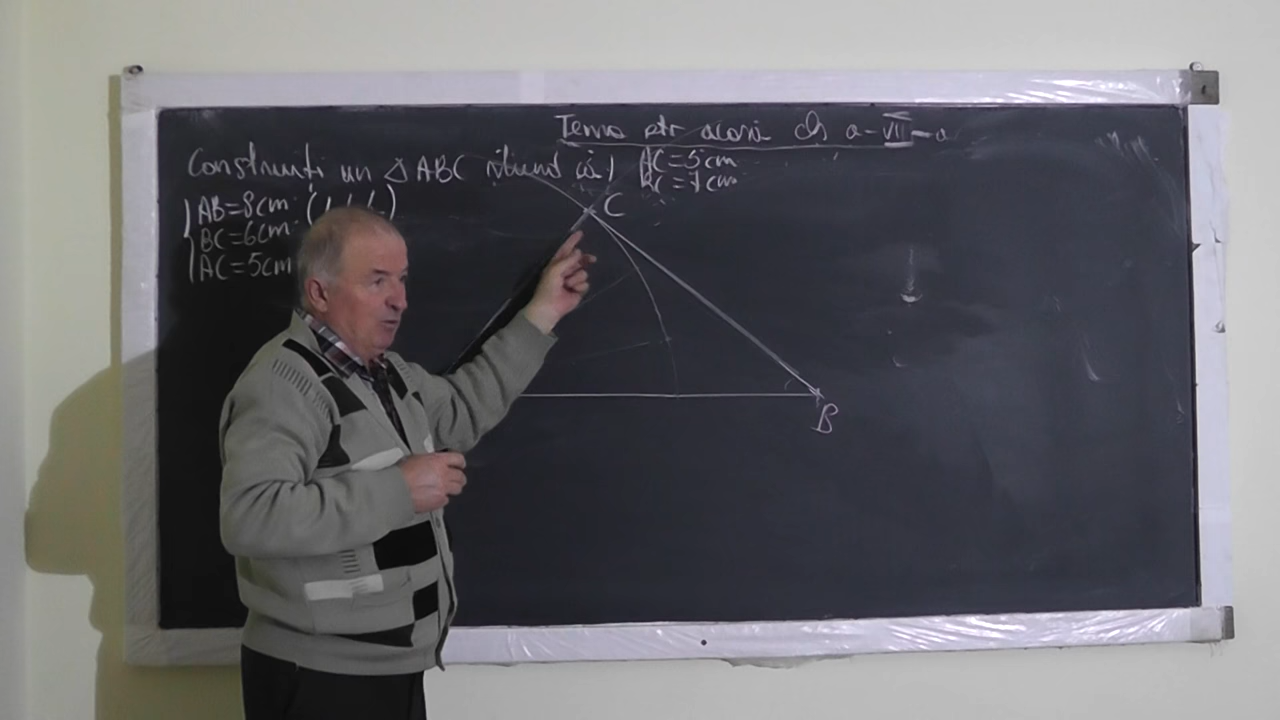 Temă ptr acasă cls a-VII-a
Construiți un △ABC știind că:
AC=5cm
BC=7cm
AB=8cm (L.L.L.)
BC=6cm
AC=5cm
C
B